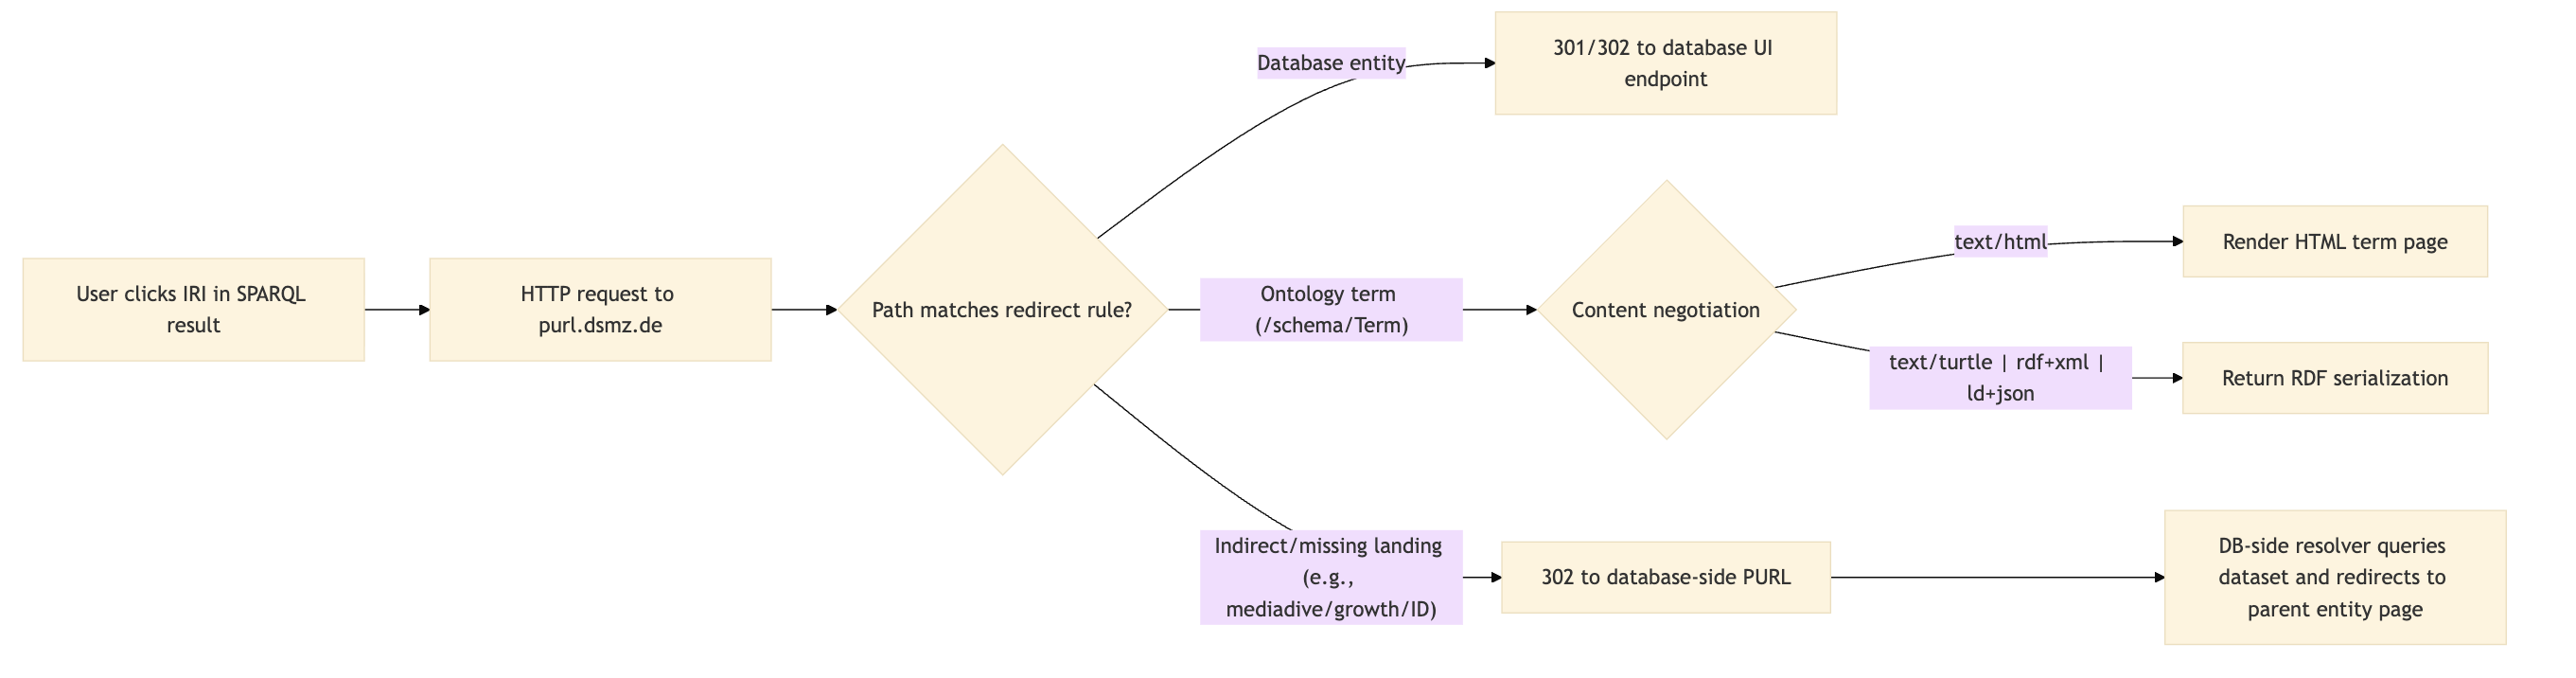 User clicks IRI in SPARQL
result
HTTP request to
purl.dsmz.de
Path matches redirect rule?
Database entity
301/302 to database UI
endpoint
Ontology term
(/schema/Term)
Content negotiation
text/html
Render HTML term page
text/turtle | rdf+xml |
ld+json
Return RDF serialization
Indirect/missing landing
(e.g.,
mediadive/growth/ID)
302 to database-side PURL
DB-side resolver queries
dataset and redirects to
parent entity page